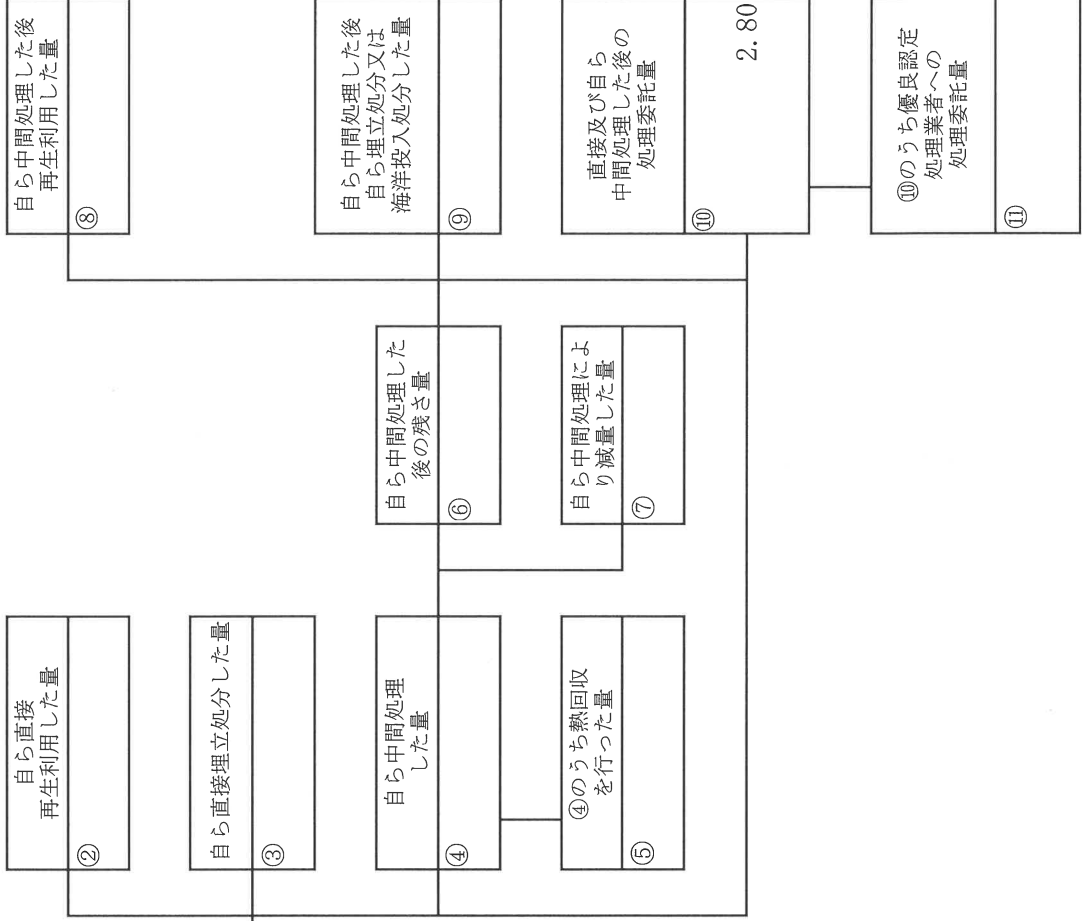 自ら直接
再生利用した量
②
自ら直接埋立処分した量
③
自ら中間処理
した量
④
④のうち熱回収
を行った量
⑤
自ら中間処理した
後の残さ量
⑥
自ら中間処理によ
り減量した量
⑦
自ら中間処理した後
再生利用した量
⑧
自ら中間処理した後
自ら埋立処分又は
海洋投入処分した量
⑨
直接及び自ら
中間処理した後の
処理委託量
⑩
2.80
⑩のうち優良認定
処理業者への
処理委託量
⑪